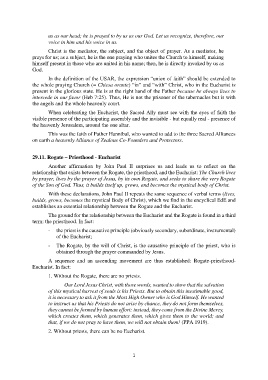 as as our head; he is prayed to by us as our God. Let us recognize, therefore, our
voice in him and his voice in us.
Christ is the mediator, the subject, and the object of prayer. As a mediator, he
prays for us; as a subject, he is the one praying who unites the Church to himself, making
himself present in those who are united in his name; then, he is directly invoked by us as
God.
In the definition of the USAR, the expression "union of faith" should be extended to
the whole praying Church (in Chiesa orante) "in" and "with" Christ, who in the Eucharist is
present in the glorious state. He is at the right hand of the Father because he always lives to
intercede in our favor (Heb 7:25). Thus, He is not the prisoner of the tabernacles but is with
the angels and the whole heavenly court.
When celebrating the Eucharist, the Sacred Ally must see with the eyes of faith the
visible presence of the participating assembly and the invisible - but equally real - presence of
the heavenly Jerusalem, around the one altar.
This was the faith of Father Hannibal, who wanted to add to the three Sacred Alliances
on earth a heavenly Alliance of Zealous Co-Founders and Protectors.
29.11. Rogate – Priesthood - Eucharist
Another affirmation by John Paul II surprises us and leads us to reflect on the
relationship that exists between the Rogate, the priesthood, and the Eucharist: The Church lives
by prayer, lives by the prayer of Jesus, by its own Rogate, and seeks to share the very Rogate
of the Son of God. Thus, it builds itself up, grows, and becomes the mystical body of Christ.
With these declarations, John Paul II repeats the same sequence of verbal terms (lives,
builds, grows, becomes the mystical Body of Christ), which we find in the encyclical EdE and
establishes an essential relationship between the Rogate and the Eucharist.
The ground for the relationship between the Eucharist and the Rogate is found in a third
term, the priesthood. In fact:
- the priest is the causative principle (obviously secondary, subordinate, instrumental)
of the Eucharist;
- The Rogate, by the will of Christ, is the causative principle of the priest, who is
obtained through the prayer commanded by Jesus.
A sequence and an ascending movement are thus established: Rogate-priesthood-
Eucharist. In fact:
1. Without the Rogate, there are no priests.
Our Lord Jesus Christ, with those words, wanted to show that the salvation
of this mystical harvest of souls is his Priests. But to obtain this inestimable good,
it is necessary to ask it from the Most High Owner who is God Himself. He wanted
to instruct us that his Priests do not arise by chance, they do not form themselves,
they cannot be formed by human effort; instead, they come from the Divine Mercy,
which creates them, which generates them, which gives them to the world; and
that, if we do not pray to have them, we will not obtain them! (PPA 1919).
2. Without priests, there can be no Eucharist.